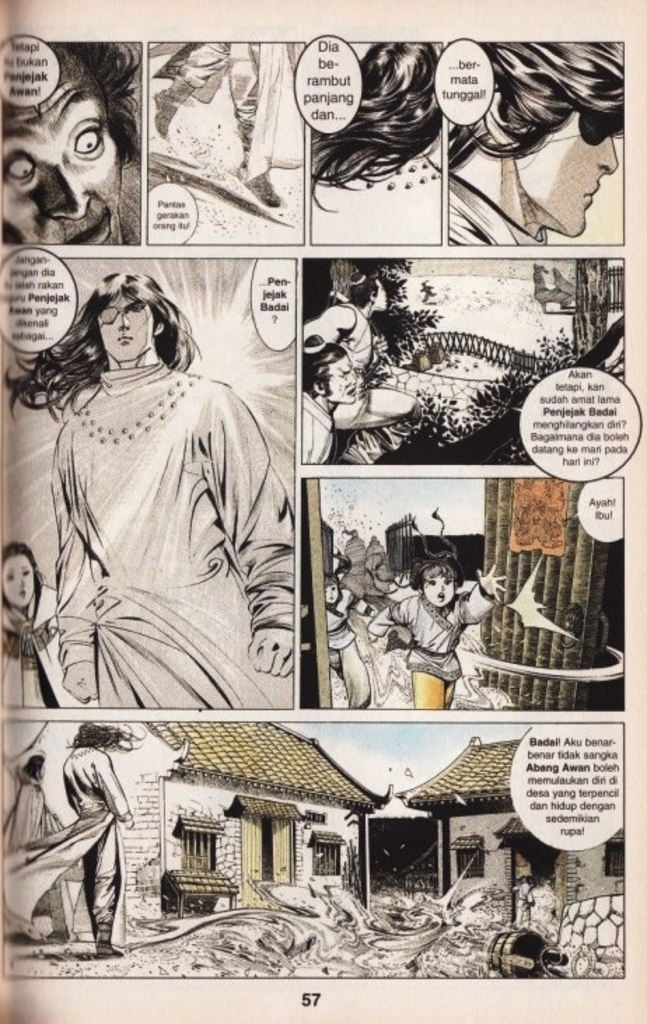 Tetapi
bukan
Penjejak
Awan!
Pantas
gerakan
orang itu!
Dia
be-
rambut
panjang
dan...
...ber-
mata
tunggal!
dia
ialah rakan
Penjejak
Awan yang
dikenali
sebagai...
...Pen-
jejak
Badai
?
Akan
tetapi, kan
sudah amat lama
Penjejak Badai
menghilangkan diri?
Bagaimana dia boleh
datang ke mari pada
hari ini?
Ayah!
Ibu!
Badai! Aku benar-
benar tidak sangka
Abang Awan boleh
memulaukan diri di
desa yang terpencil
dan hidup dengan
sedemikian
rupa!
57